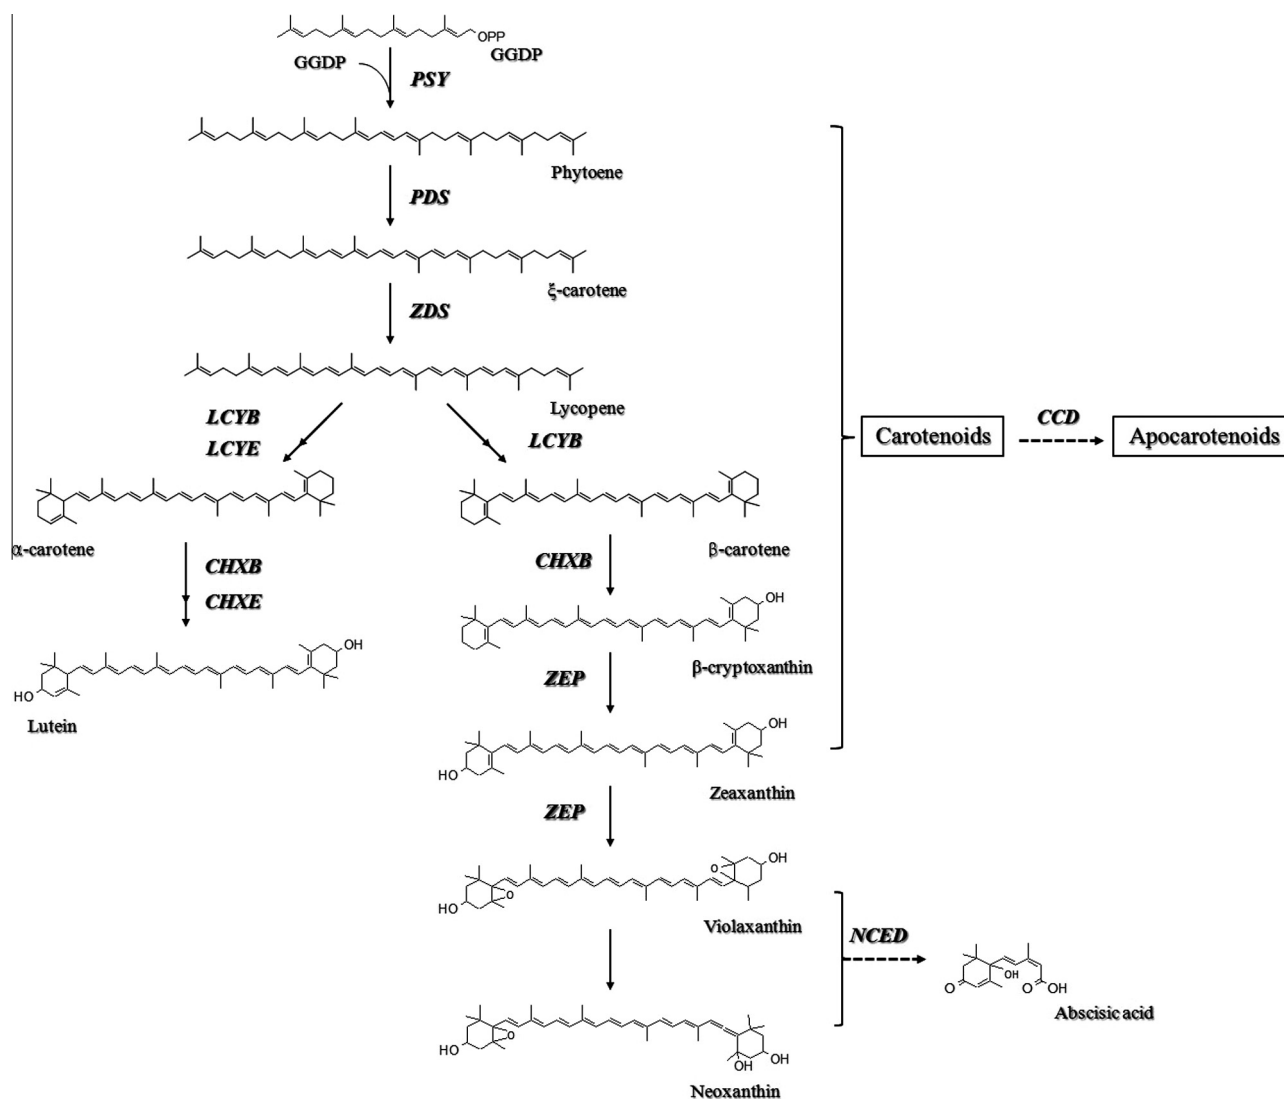 OPP
GGDP
GGDP
PSY
Phytoene
PDS
ξ-carotene
ZDS
Lycopene
LCYB
LCYE
LCYB
Carotenoids
CCD
Apocarotenoids
α-carotene
β-carotene
CHXB
CHXE
CHXB
OH
β-cryptoxanthin
OH
HO
Lutein
ZEP
OH
HO
Zeaxanthin
ZEP
OH
O
O
HO
Violaxanthin
NCED
OH
O
O
OH
Abscisic acid
O
HO
OH
OH
Neoxanthin